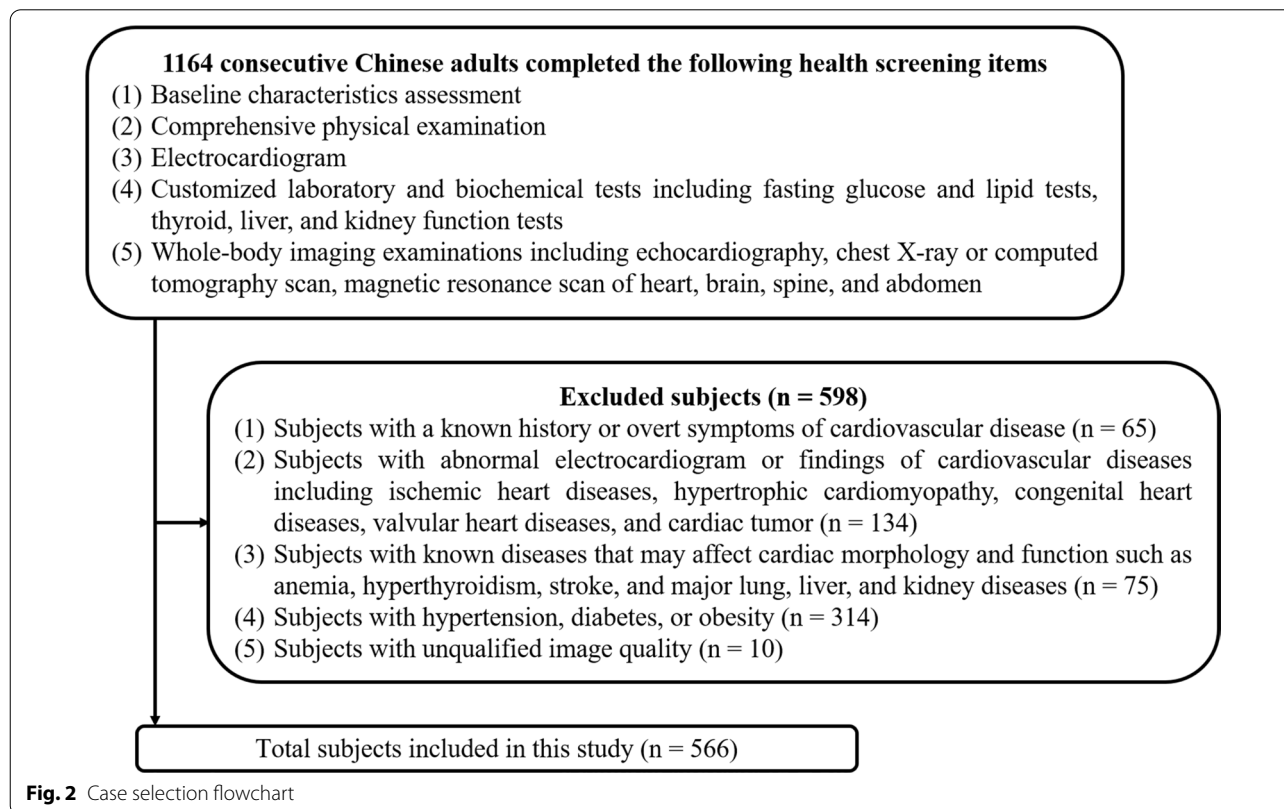 1164 consecutive Chinese adults completed the following health screening items
(1) Baseline characteristics assessment
(2) Comprehensive physical examination
(3) Electrocardiogram
(4) Customized laboratory and biochemical tests including fasting glucose and lipid tests,
thyroid, liver, and kidney function tests
(5) Whole-body imaging examinations including echocardiography, chest X-ray or computed
tomography scan, magnetic resonance scan of heart, brain, spine, and abdomen
Excluded subjects (n = 598)
(1) Subjects with a known history or overt symptoms of cardiovascular disease (n = 65)
(2) Subjects with abnormal electrocardiogram or findings of cardiovascular diseases
including ischemic heart diseases, hypertrophic cardiomyopathy, congenital heart
diseases, valvular heart diseases, and cardiac tumor (n = 134)
(3) Subjects with known diseases that may affect cardiac morphology and function such as
anemia, hyperthyroidism, stroke, and major lung, liver, and kidney diseases (n = 75)
(4) Subjects with hypertension, diabetes, or obesity (n = 314)
(5) Subjects with unqualified image quality (n = 10)
Total subjects included in this study (n = 566)
Fig. 2 Case selection flowchart